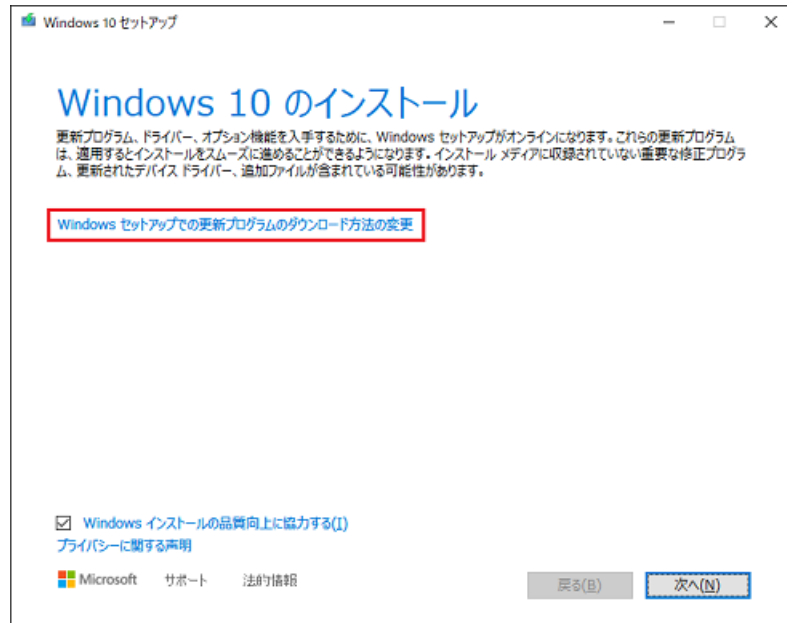 Windows 10 セットアップ
Windows 10 のインストール
更新プログラム、ドライバー、オプション機能を入手するために、Windows セットアップがオンラインになります。これらの更新プログラム
は、適用するとインストールをスムーズに進めることができるようになります。インストール メディアに収録されていない重要な修正プログラ
ム、更新されたデバイス ドライバー、追加ファイルが含まれている可能性があります。
Windows セットアップでの更新プログラムのダウンロード方法の変更
Windows インストールの品質向上に協力する(I)
プライバシーに関する声明
Microsoft サポート 法的情報
戻る(B) 次へ(N)